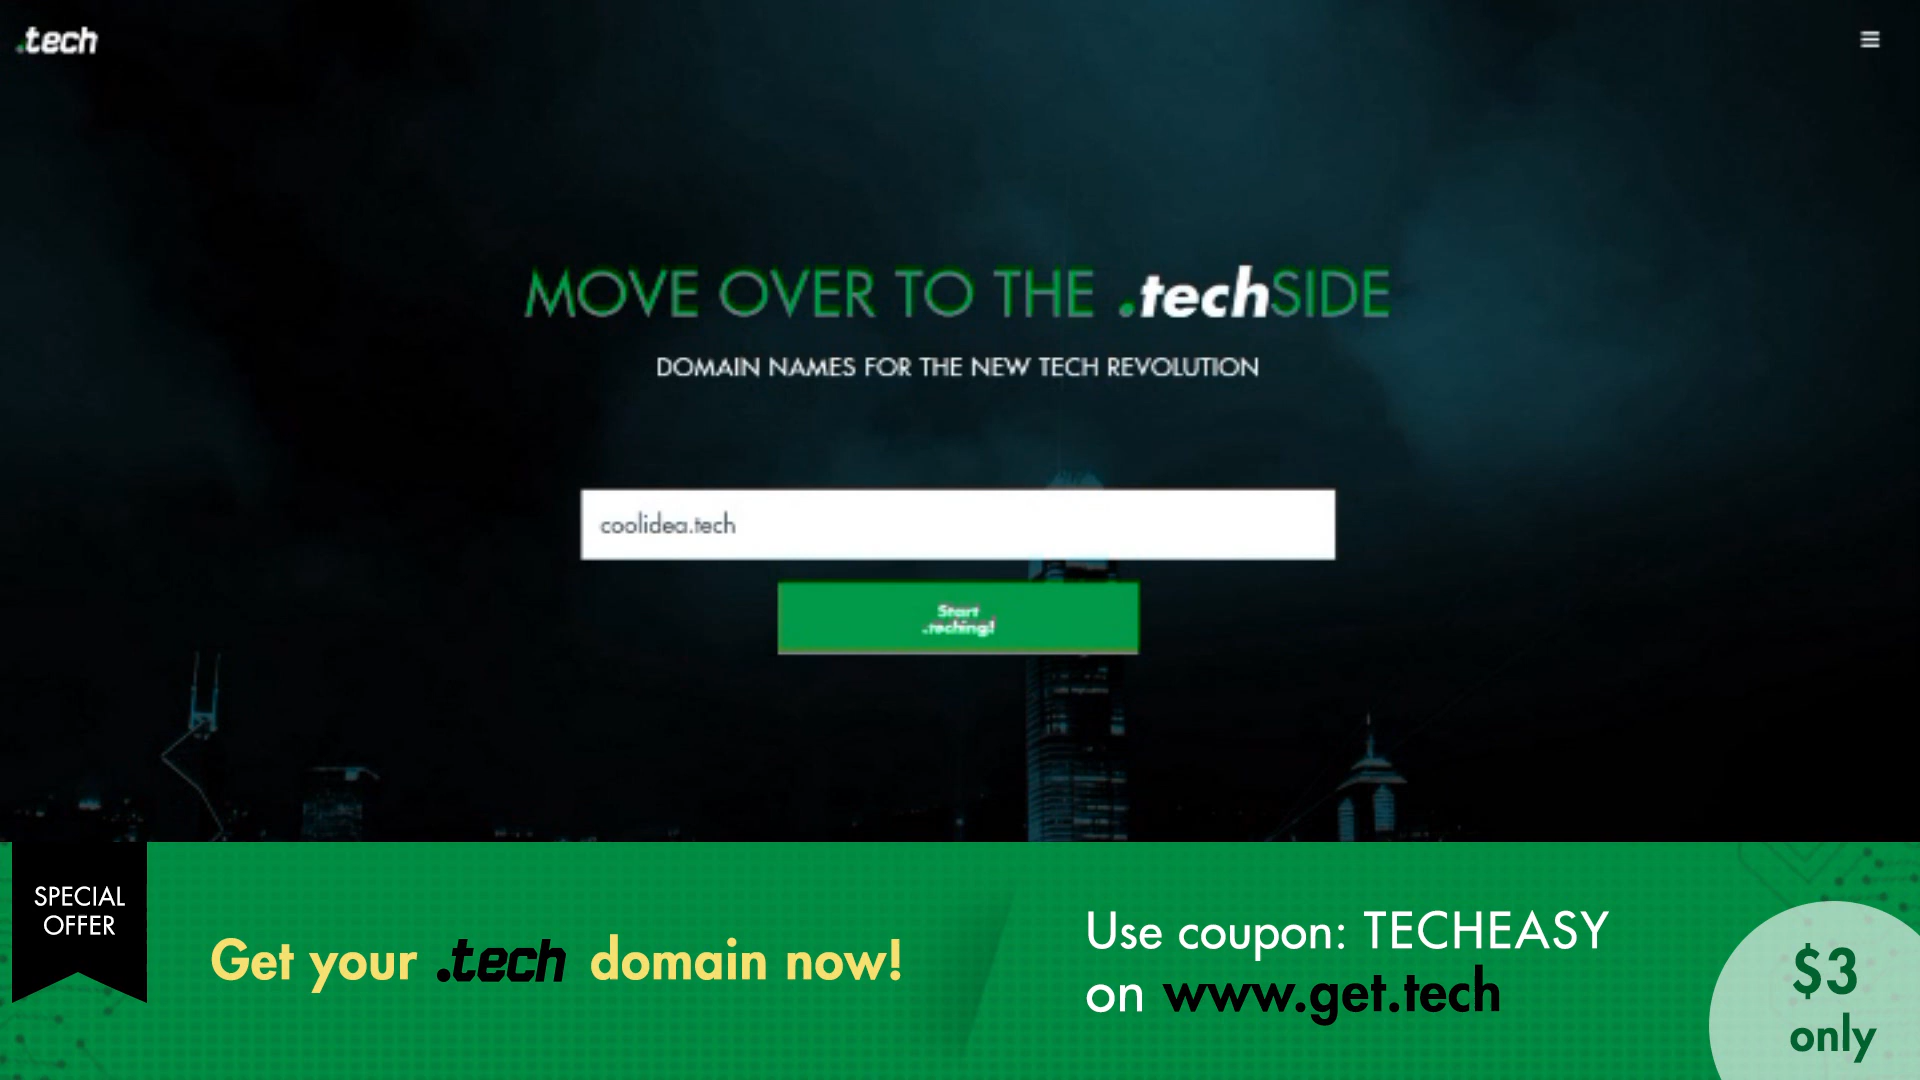 .tech
MOVE OVER TO THE .techSIDE
DOMAIN NAMES FOR THE NEW TECH REVOLUTION
coolidea.tech
Start
.teching!
SPECIAL
OFFER
Get your .tech domain now!
Use coupon: TECHEASY
on www.get.tech
$3
only